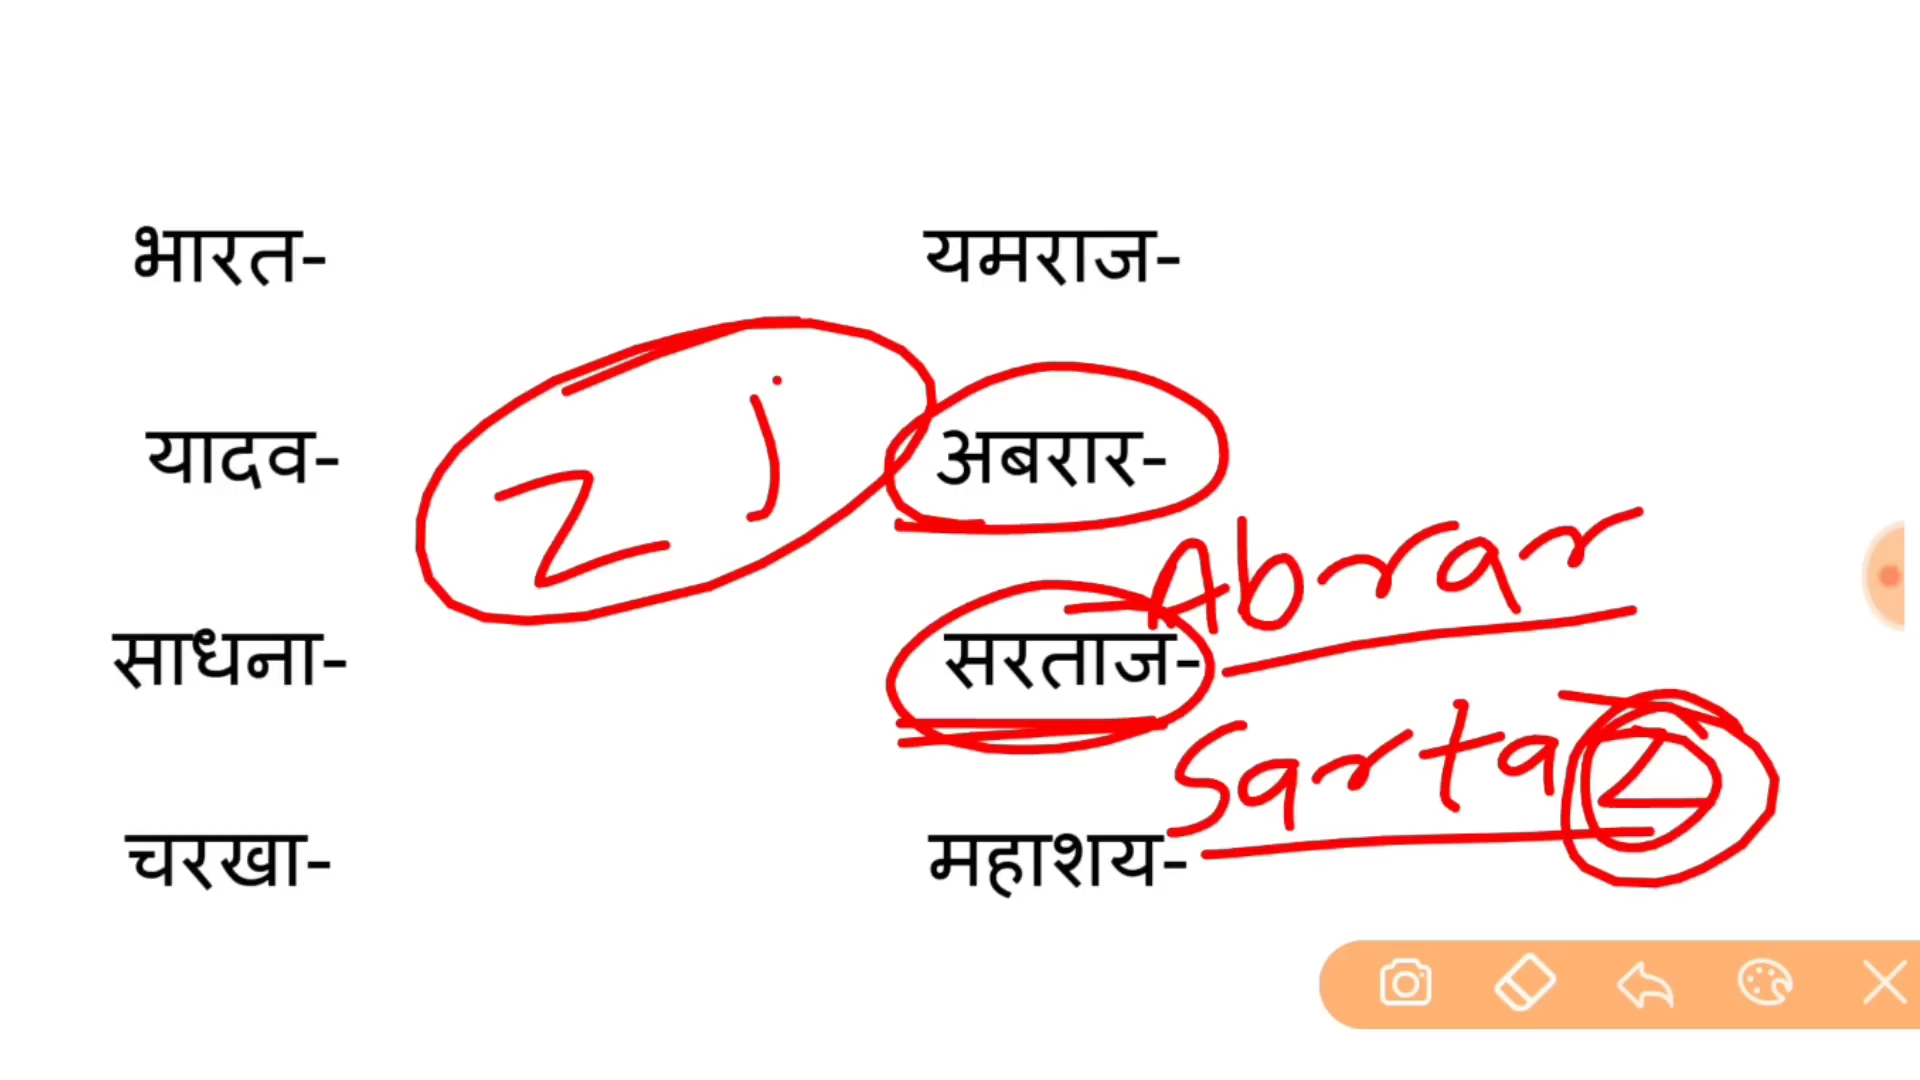 भारत- यमराज-
z j
यादव- अबरार-
Abrar
साधना- सरताज-
Sartaz
चरखा- महाशय-